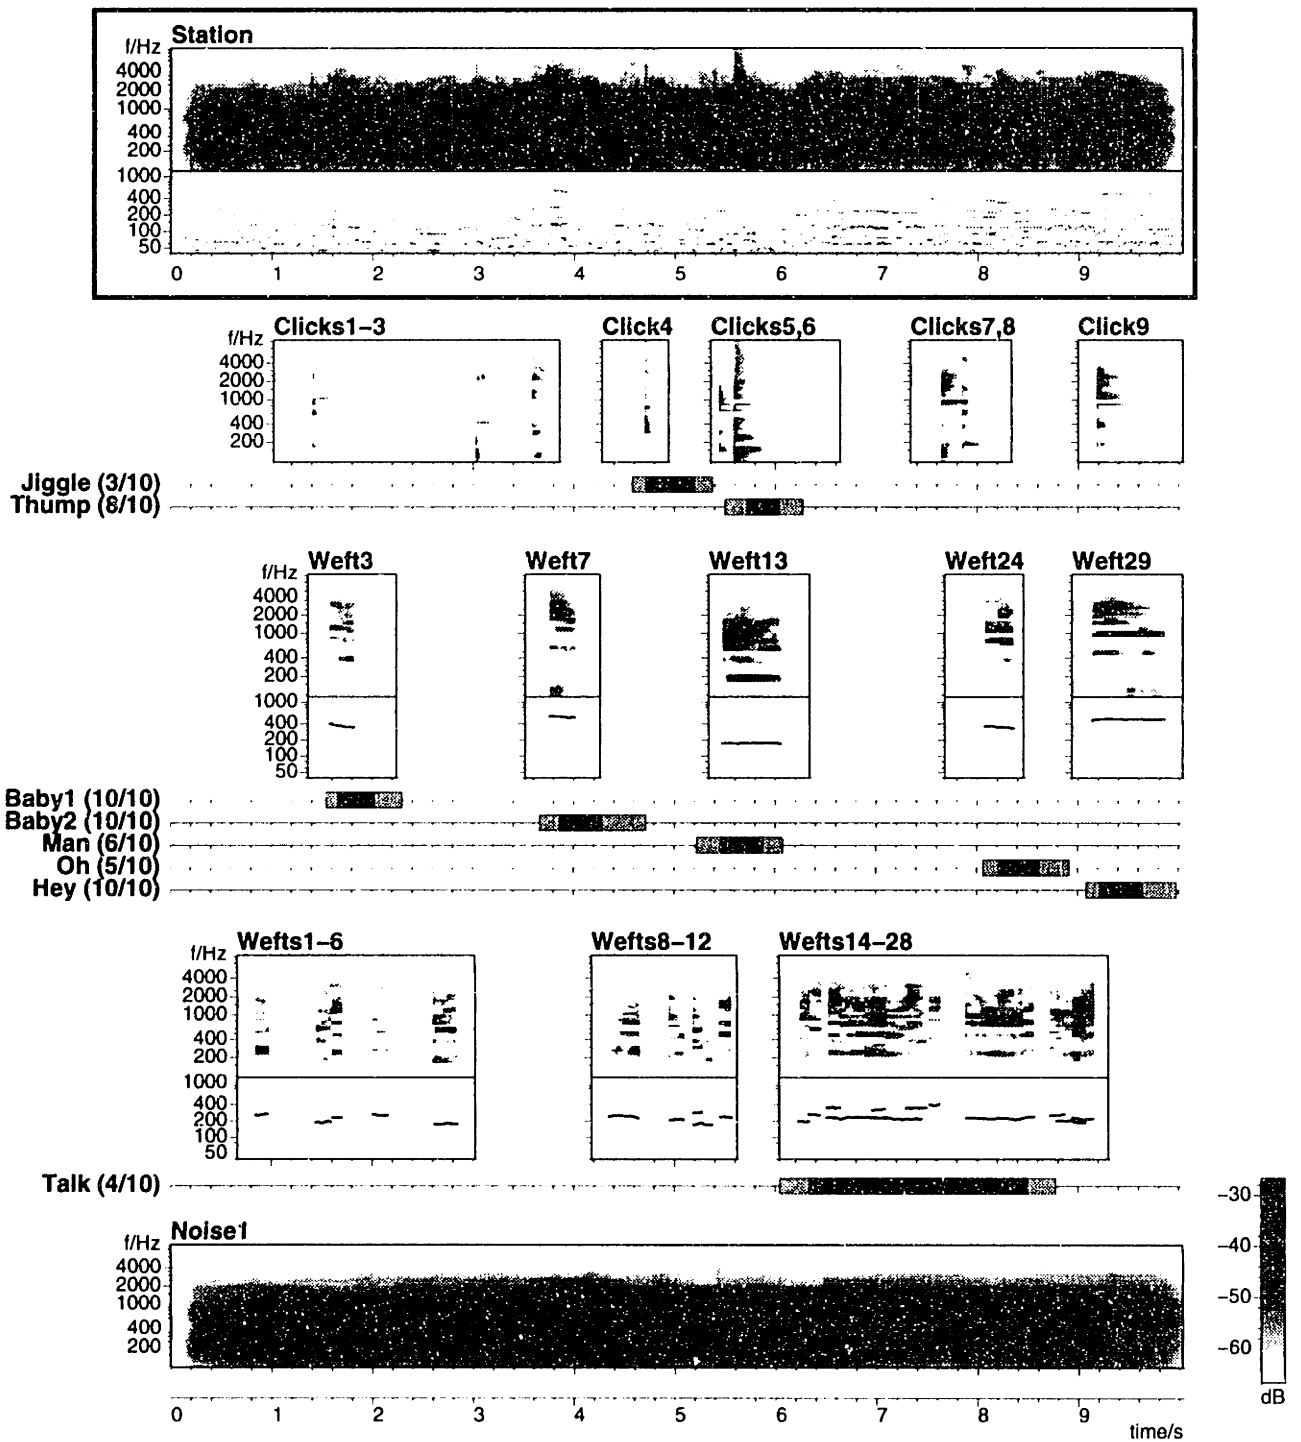 Station
f/Hz
4000
2000
1000
400
200
1000
400
200
100
50
0 1 2 3 4 5 6 7 8 9
Clicks1–3 Click4 Clicks5,6 Clicks7,8 Click9
f/Hz
4000
2000
1000
400
200
Jiggle (3/10)
Thump (8/10)
Weft3 Weft7 Weft13 Weft24 Weft29
f/Hz
4000
2000
1000
400
200
1000
400
200
100
50
Baby1 (10/10)
Baby2 (10/10)
Man (6/10)
Oh (5/10)
Hey (10/10)
Wefts1–6 Wefts8–12 Wefts14–28
f/Hz
4000
2000
1000
400
200
1000
400
200
100
50
Talk (4/10)
–30
–40
–50
–60
dB
Noise1
f/Hz
4000
2000
1000
400
200
0 1 2 3 4 5 6 7 8 9
time/s